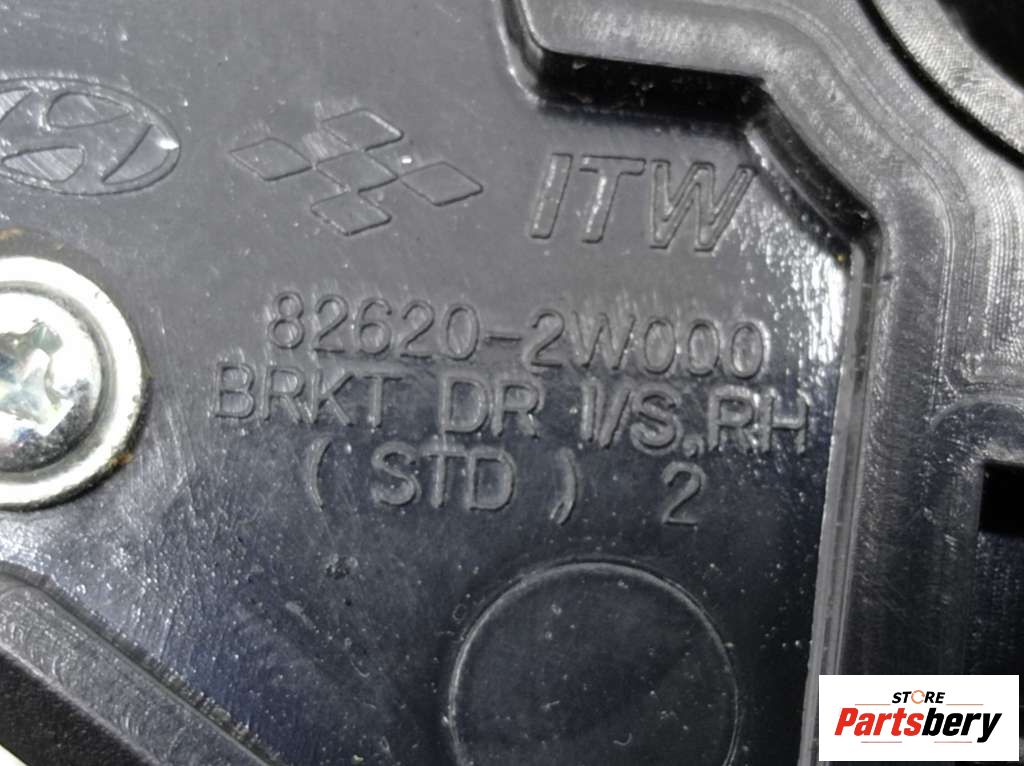 ITW
82620-2W000
BRKT DR I/S,RH
( STD ) 2
STORE
Partsbery